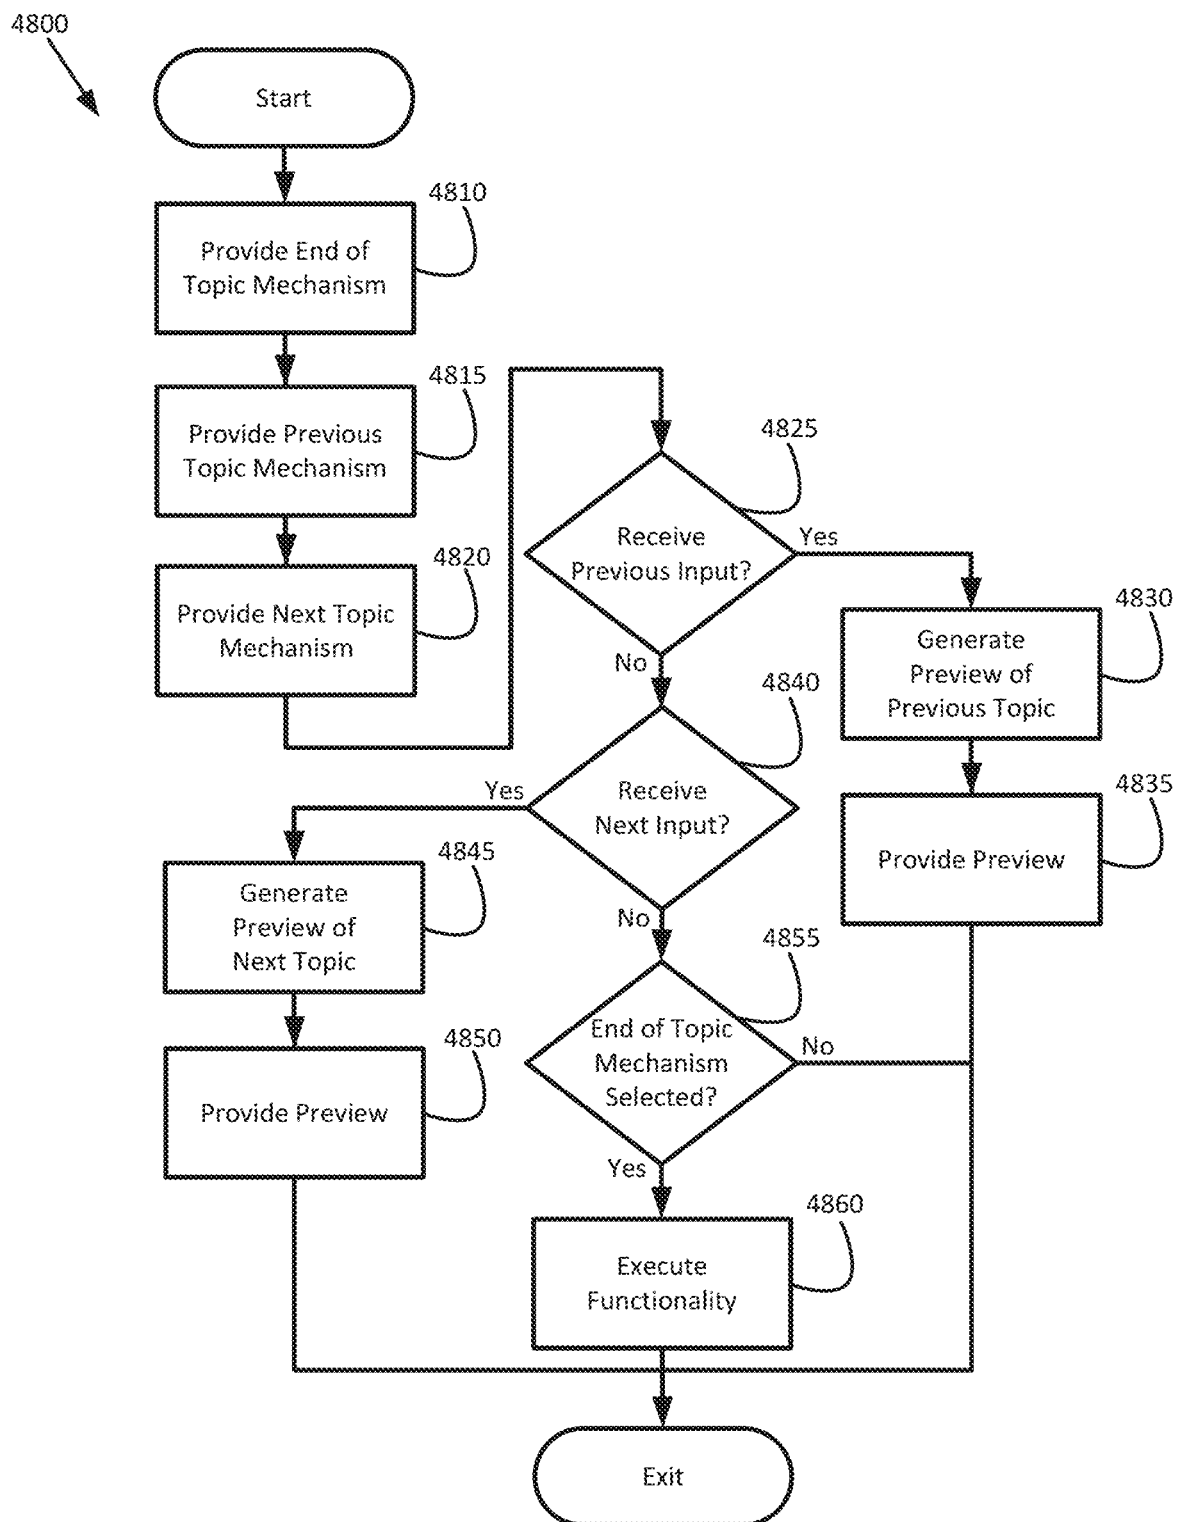 4800
Start
4810
Provide End of
Topic Mechanism
4815
Provide Previous
Topic Mechanism
4820
Provide Next Topic
Mechanism
4825
Receive
Previous Input?
Yes
No
4830
Generate
Preview of
Previous Topic
4835
Provide Preview
4840
Receive
Next Input?
Yes
No
4845
Generate
Preview of
Next Topic
4850
Provide Preview
4855
End of Topic
Mechanism
Selected?
No
Yes
4860
Execute
Functionality
Exit